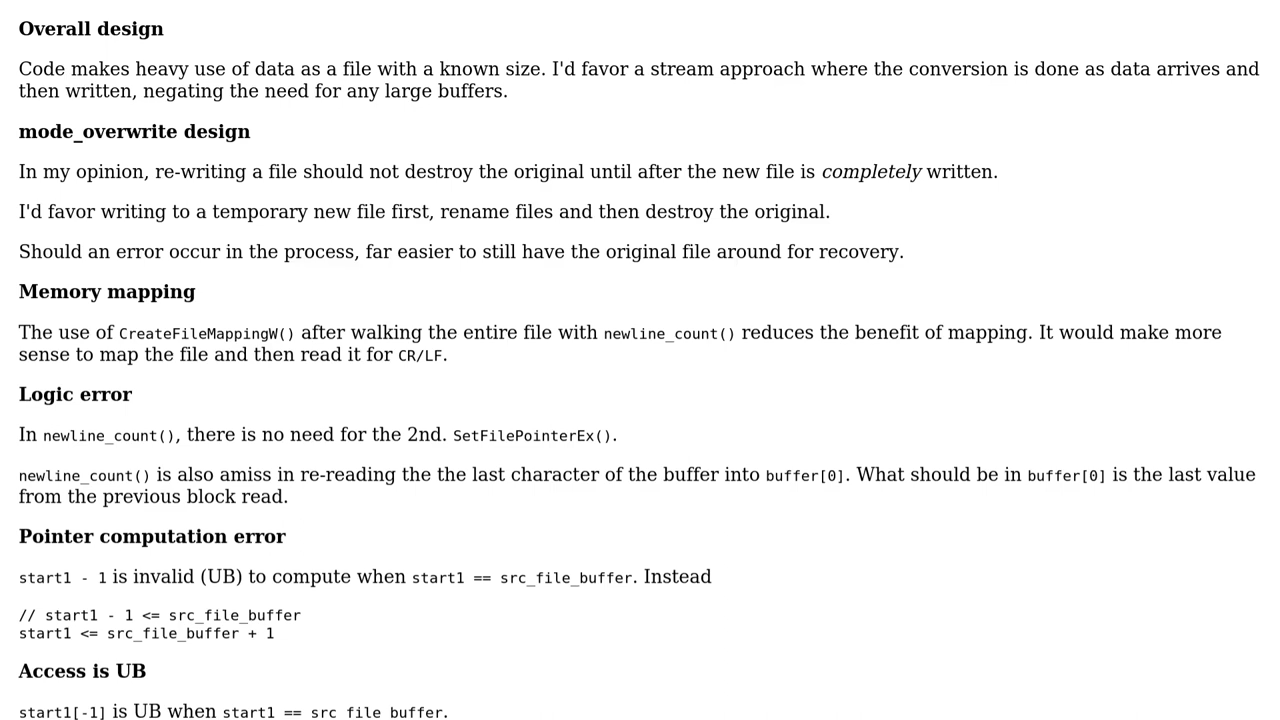 Overall design
Code makes heavy use of data as a file with a known size. I'd favor a stream approach where the conversion is done as data arrives and
then written, negating the need for any large buffers.
mode_overwrite design
In my opinion, re-writing a file should not destroy the original until after the new file is completely written.
I'd favor writing to a temporary new file first, rename files and then destroy the original.
Should an error occur in the process, far easier to still have the original file around for recovery.
Memory mapping
The use of CreateFileMappingW() after walking the entire file with newline_count() reduces the benefit of mapping. It would make more
sense to map the file and then read it for CR/LF.
Logic error
In newline_count(), there is no need for the 2nd. SetFilePointerEx().
newline_count() is also amiss in re-reading the the last character of the buffer into buffer[0]. What should be in buffer[0] is the last value
from the previous block read.
Pointer computation error
start1 - 1 is invalid (UB) to compute when start1 == src_file_buffer. Instead
// start1 - 1 <= src_file_buffer
start1 <= src_file_buffer + 1
Access is UB
start1[-1] is UB when start1 == src_file_buffer.